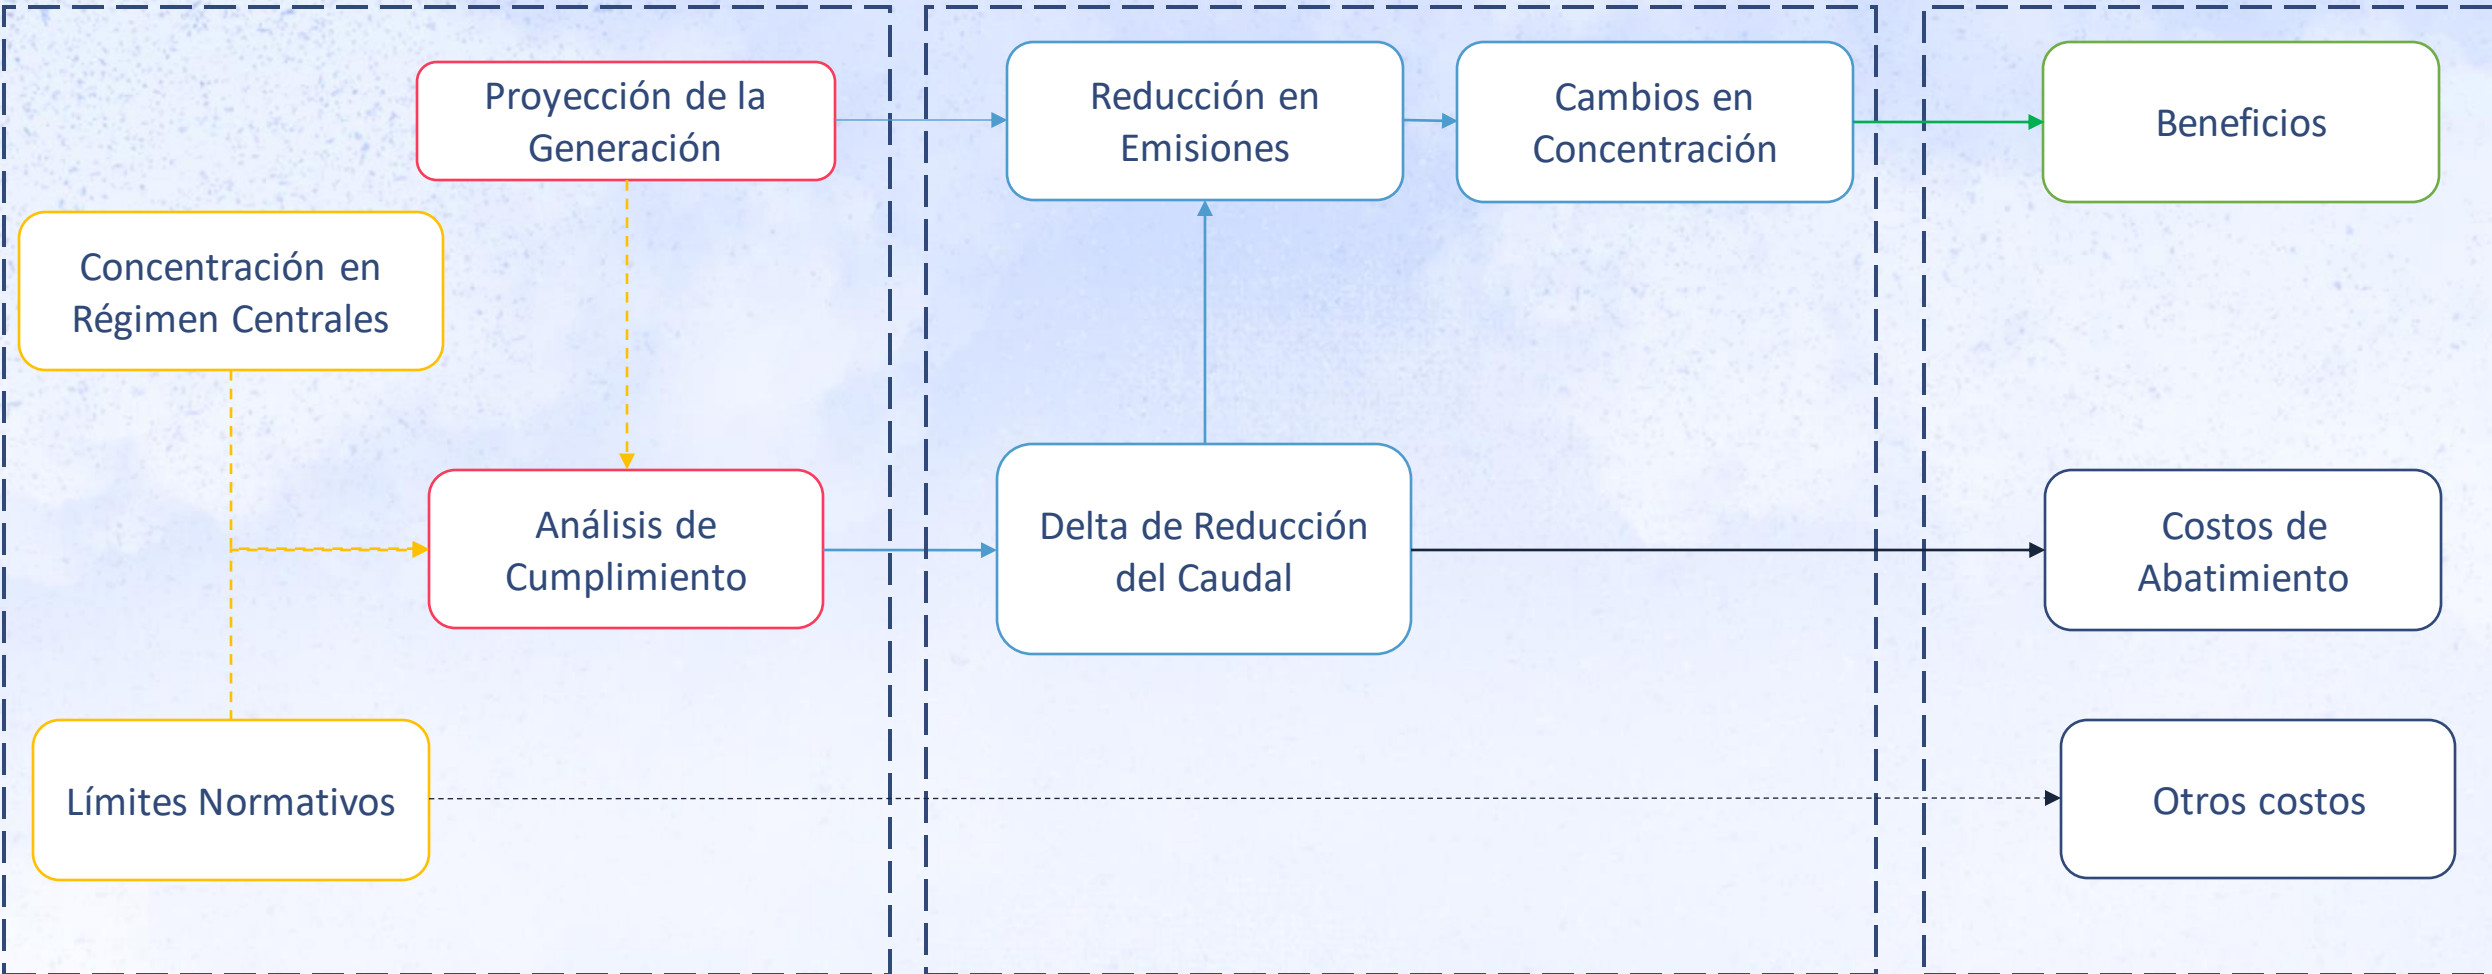 Proyección de la
Generación
Reducción en
Emisiones
Cambios en
Concentración
Beneficios
Concentración en
Régimen Centrales
Análisis de
Cumplimiento
Delta de Reducción
del Caudal
Costos de
Abatimiento
Límites Normativos
Otros costos